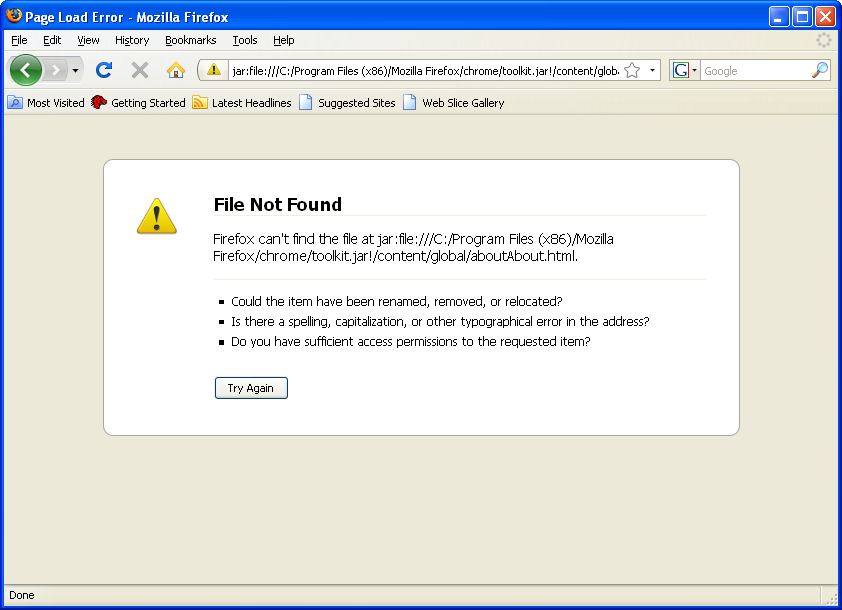 Page Load Error - Mozilla Firefox
File Edit View History Bookmarks Tools Help
jar:file:///C:/Program Files (x86)/Mozilla Firefox/chrome/toolkit.jar!/content/glob. Google
Most Visited Getting Started Latest Headlines Suggested Sites Web Slice Gallery
File Not Found
Firefox can't find the file at jar:file:///C:/Program Files (x86)/Mozilla
Firefox/chrome/toolkit.jar!/content/global/aboutAbout.html.
Could the item have been renamed, removed, or relocated?
Is there a spelling, capitalization, or other typographical error in the address?
Do you have sufficient access permissions to the requested item?
Try Again
Done